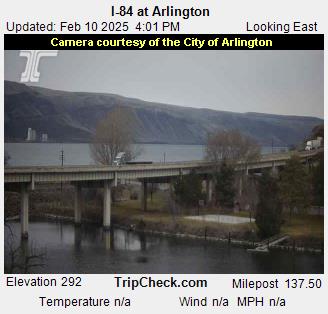 I-84 at Arlington
Updated: Feb 10 2025 4:01 PM Looking East
Camera courtesy of the City of Arlington
Elevation 292 TripCheck.com Milepost 137.50
Temperature n/a Wind n/a MPH n/a